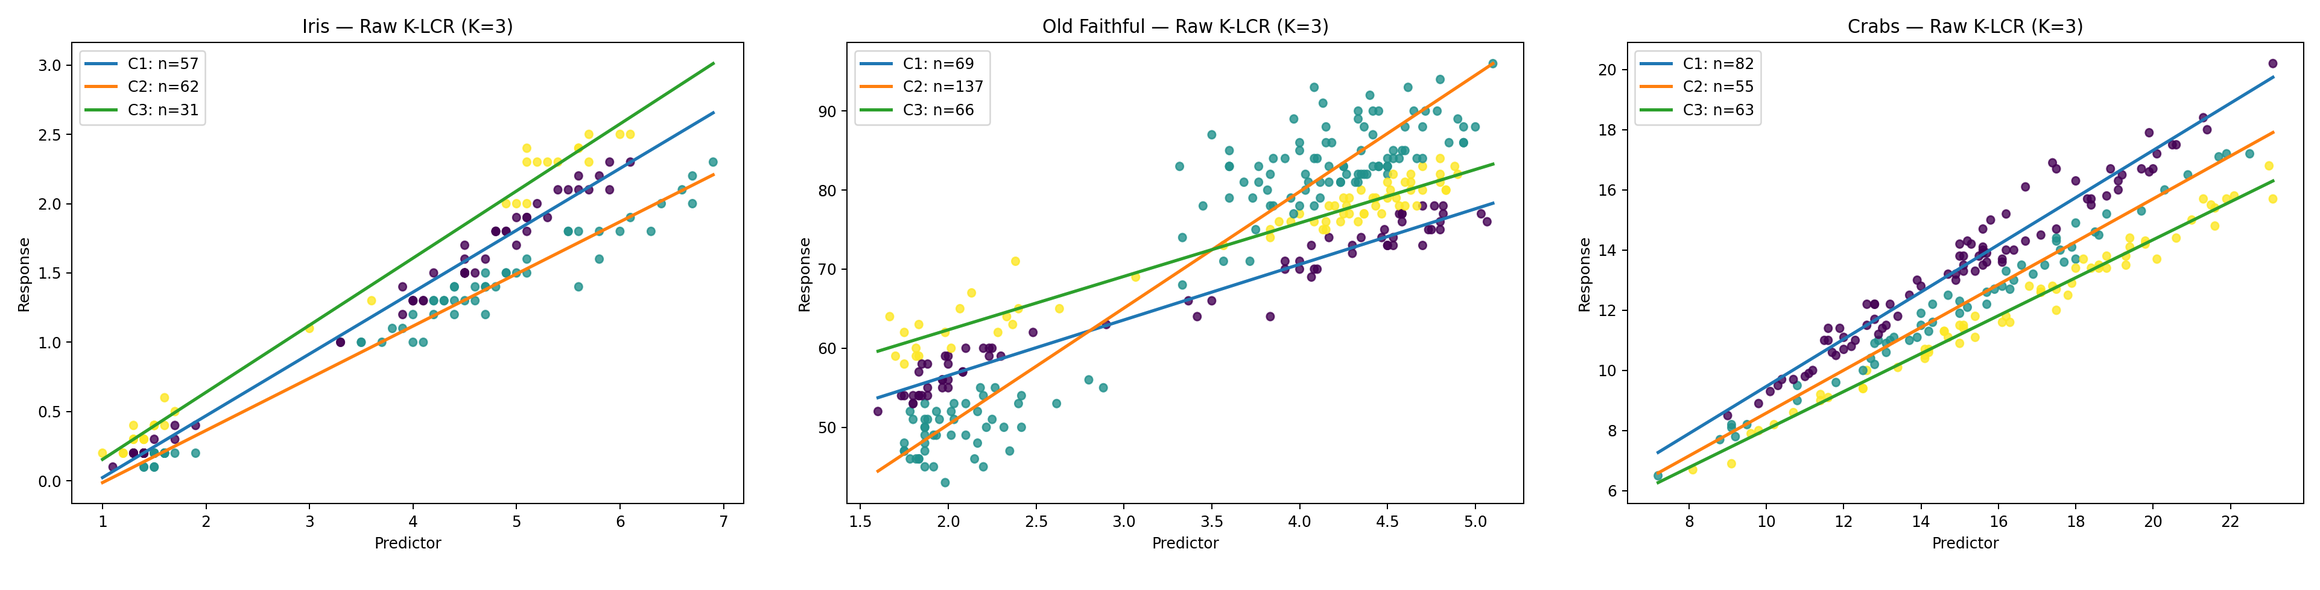 Iris — Raw K-LCR (K=3)
C1: n=57
C2: n=62
C3: n=31
3.0
2.5
2.0
1.5
1.0
0.5
0.0
Response
1 2 3 4 5 6 7
Predictor
Old Faithful — Raw K-LCR (K=3)
C1: n=69
C2: n=137
C3: n=66
90
80
70
60
50
Response
1.5 2.0 2.5 3.0 3.5 4.0 4.5 5.0
Predictor
Crabs — Raw K-LCR (K=3)
C1: n=82
C2: n=55
C3: n=63
20
18
16
14
12
10
8
6
Response
8 10 12 14 16 18 20 22
Predictor